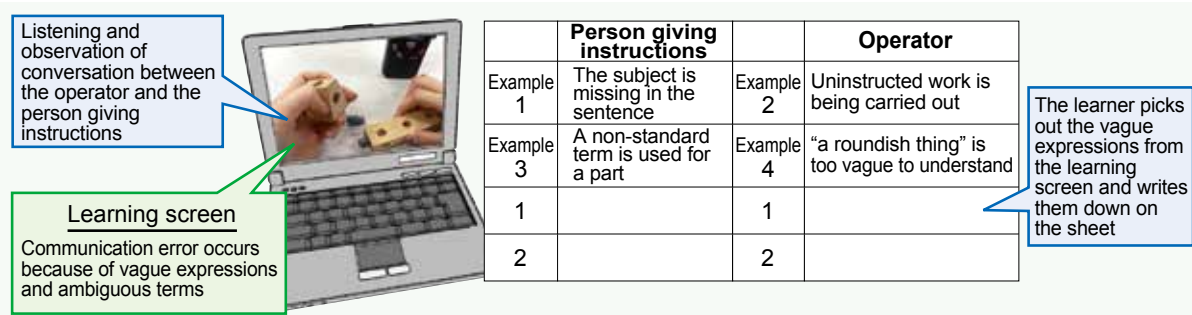 Listening and
observation of
conversation between
the operator and the
person giving
instructions
Learning screen
Communication error occurs
because of vague expressions
and ambiguous terms
Person giving
instructions
Operator
Example
1
The subject is
missing in the
sentence
Example
2
Uninstructed work is
being carried out
Example
3
A non-standard
term is used for
a part
Example
4
“a roundish thing” is
too vague to understand
1
1
2
2
The learner picks
out the vague
expressions from
the learning
screen and writes
them down on
the sheet